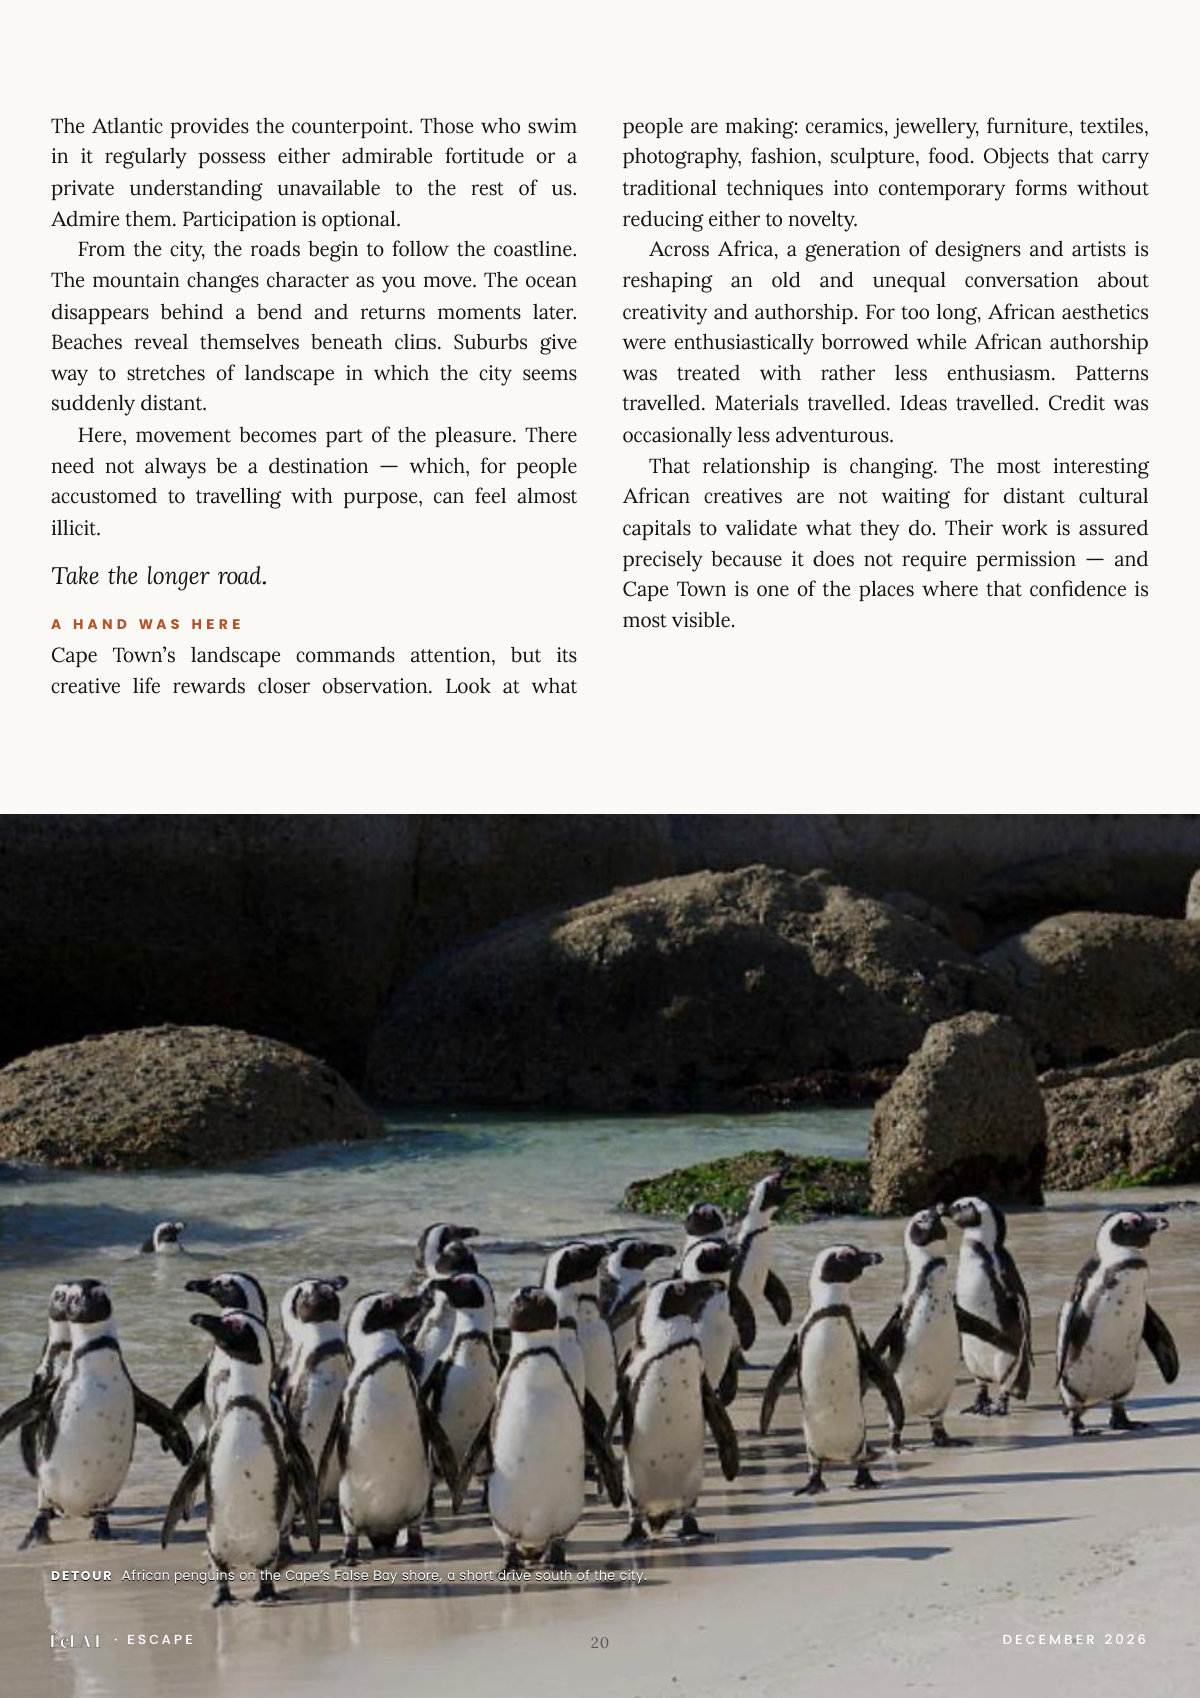 The Atlantic provides the counterpoint. Those who swim
in it regularly possess either admirable fortitude or a
private understanding unavailable to the rest of us.
Admire them. Participation is optional.
From the city, the roads begin to follow the coastline.
The mountain changes character as you move. The ocean
disappears behind a bend and returns moments later.
Beaches reveal themselves beneath cli□s. Suburbs give
way to stretches of landscape in which the city seems
suddenly distant.
Here, movement becomes part of the pleasure. There
need not always be a destination — which, for people
accustomed to travelling with purpose, can feel almost
illicit.
Take the longer road.
A HAND WAS HERE
Cape Town’s landscape commands attention, but its
creative life rewards closer observation. Look at what
people are making: ceramics, jewellery, furniture, textiles,
photography, fashion, sculpture, food. Objects that carry
traditional techniques into contemporary forms without
reducing either to novelty.
Across Africa, a generation of designers and artists is
reshaping an old and unequal conversation about
creativity and authorship. For too long, African aesthetics
were enthusiastically borrowed while African authorship
was treated with rather less enthusiasm. Patterns
travelled. Materials travelled. Ideas travelled. Credit was
occasionally less adventurous.
That relationship is changing. The most interesting
African creatives are not waiting for distant cultural
capitals to validate what they do. Their work is assured
precisely because it does not require permission — and
Cape Town is one of the places where that confidence is
most visible.
DETOUR African penguins on the Cape’s False Bay shore, a short drive south of the city.
ÉçLAT · ESCAPE
20
DECEMBER 2026